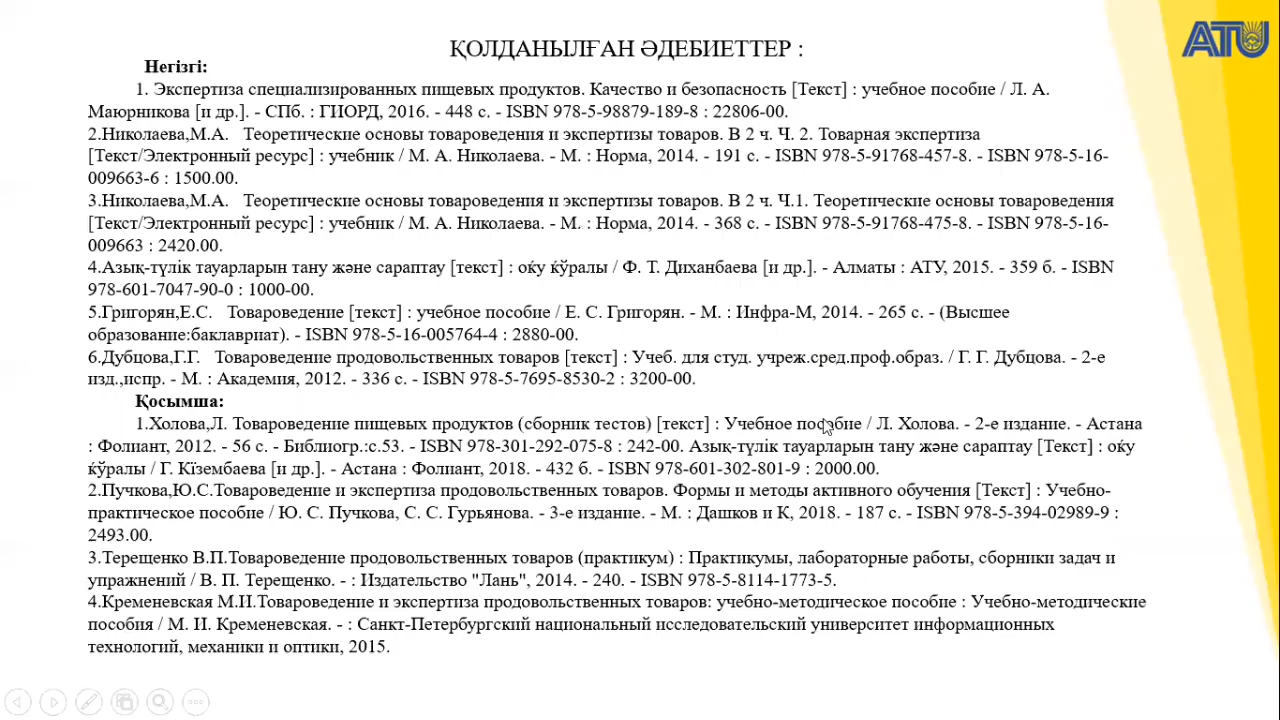 ATU
ҚОЛДАНЫЛҒАН ӘДЕБИЕТТЕР :
Негізгі:
1. Экспертиза специализированных пищевых продуктов. Качество и безопасность [Текст] : учебное пособие / Л. А.
Маюрникова [и др.]. - СПб. : ГИОРД, 2016. - 448 с. - ISBN 978-5-98879-189-8 : 22806-00.
2.Николаева,М.А. Теоретические основы товароведения и экспертизы товаров. В 2 ч. Ч. 2. Товарная экспертиза
[Текст/Электронный ресурс] : учебник / М. А. Николаева. - М. : Норма, 2014. - 191 с. - ISBN 978-5-91768-457-8. - ISBN 978-5-16-
009663-6 : 1500.00.
3.Николаева,М.А. Теоретические основы товароведения и экспертизы товаров. В 2 ч. Ч.1. Теоретические основы товароведения
[Текст/Электронный ресурс] : учебник / М. А. Николаева. - М. : Норма, 2014. - 368 с. - ISBN 978-5-91768-475-8. - ISBN 978-5-16-
009663 : 2420.00.
4.Азық-түлік тауарларын тану және сараптау [текст] : оќу ќўралы / Ф. Т. Диханбаева [и др.]. - Алматы : АТУ, 2015. - 359 б. - ISBN
978-601-7047-90-0 : 1000-00.
5.Григорян,Е.С. Товароведение [текст] : учебное пособие / Е. С. Григорян. - М. : Инфра-М, 2014. - 265 с. - (Высшее
образование:баклавриат). - ISBN 978-5-16-005764-4 : 2880-00.
6.Дубцова,Г.Г. Товароведение продовольственных товаров [текст] : Учеб. для студ. учреж.сред.проф.образ. / Г. Г. Дубцова. - 2-е
изд.,испр. - М. : Академия, 2012. - 336 с. - ISBN 978-5-7695-8530-2 : 3200-00.
Қосымша:
1.Холова,Л. Товароведение пищевых продуктов (сборник тестов) [текст] : Учебное пособие / Л. Холова. - 2-е издание. - Астана
: Фолиант, 2012. - 56 с. - Библиогр.:с.53. - ISBN 978-301-292-075-8 : 242-00. Азық-түлік тауарларын тану және сараптау [Текст] : оќу
ќўралы / Г. Кїзембаева [и др.]. - Астана : Фолиант, 2018. - 432 б. - ISBN 978-601-302-801-9 : 2000.00.
2.Пучкова,Ю.С.Товароведение и экспертиза продовольственных товаров. Формы и методы активного обучения [Текст] : Учебно-
практическое пособие / Ю. С. Пучкова, С. С. Гурьянова. - 3-е издание. - М. : Дашков и К, 2018. - 187 с. - ISBN 978-5-394-02989-9 :
2493.00.
3.Терещенко В.П.Товароведение продовольственных товаров (практикум) : Практикумы, лабораторные работы, сборники задач и
упражнений / В. П. Терещенко. - : Издательство "Лань", 2014. - 240. - ISBN 978-5-8114-1773-5.
4.Кременевская М.И.Товароведение и экспертиза продовольственных товаров: учебно-методическое пособие : Учебно-методические
пособия / М. И. Кременевская. - : Санкт-Петербургский национальный исследовательский университет информационных
технологий, механики и оптики, 2015.